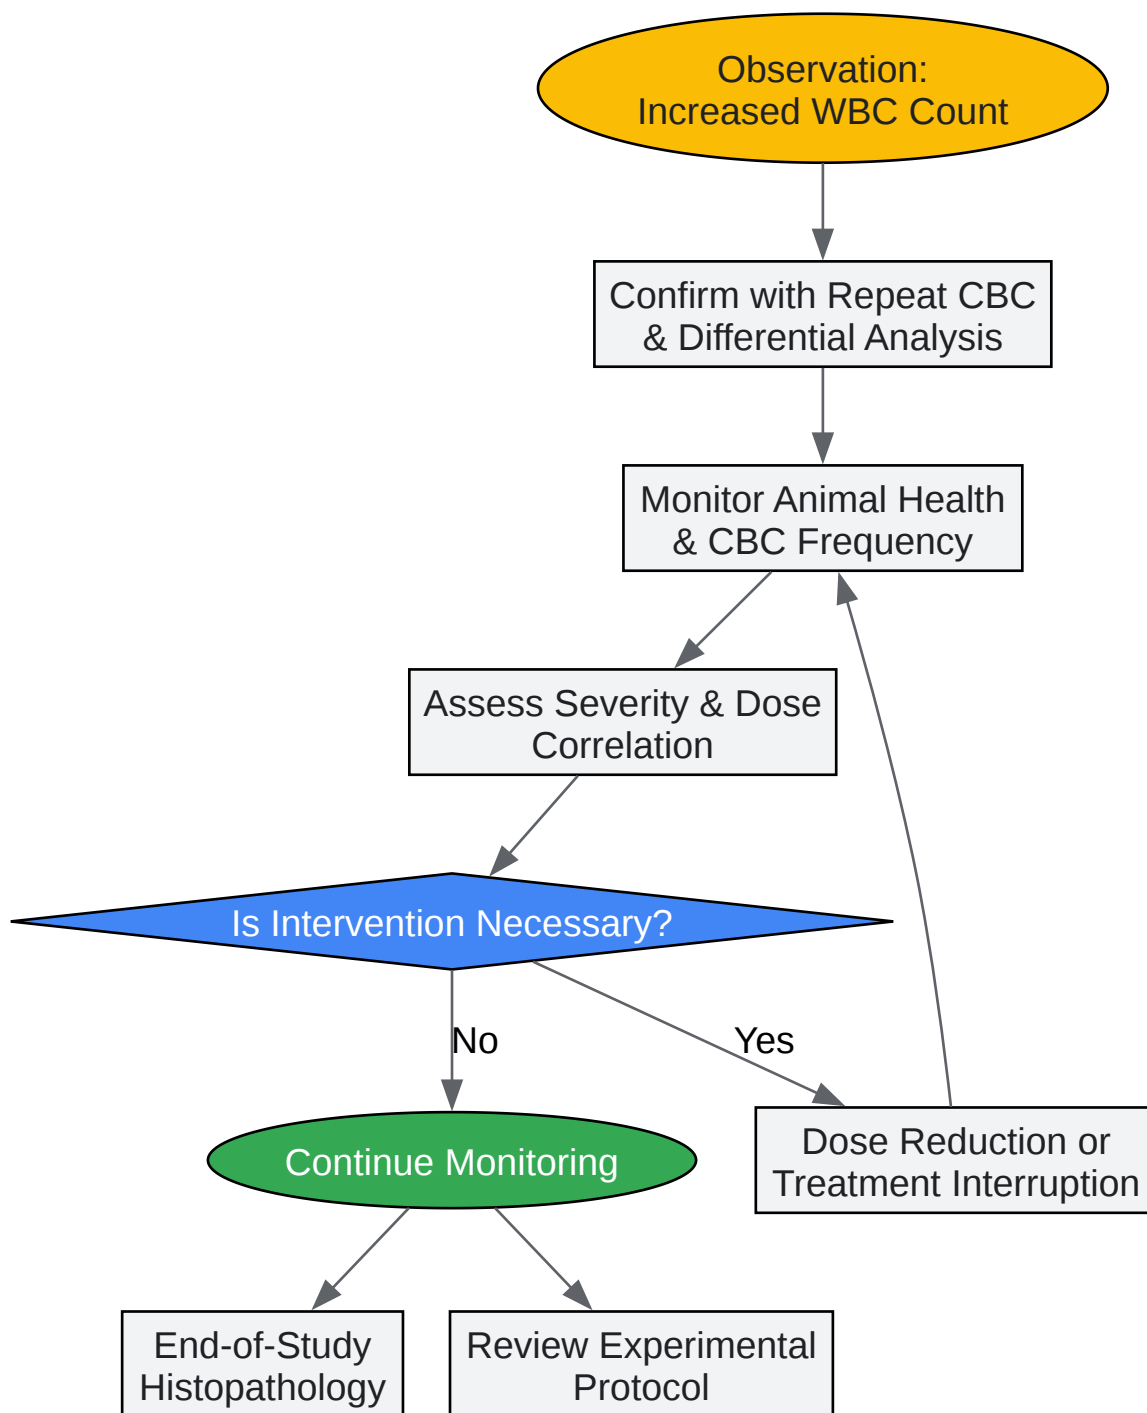 Observation:
Increased WBC Count
Confirm with Repeat CBC
& Differential Analysis
Monitor Animal Health
& CBC Frequency
Assess Severity & Dose
Correlation
Is Intervention Necessary?
No
Yes
Continue Monitoring
Dose Reduction or
Treatment Interruption
End-of-Study
Histopathology
Review Experimental
Protocol